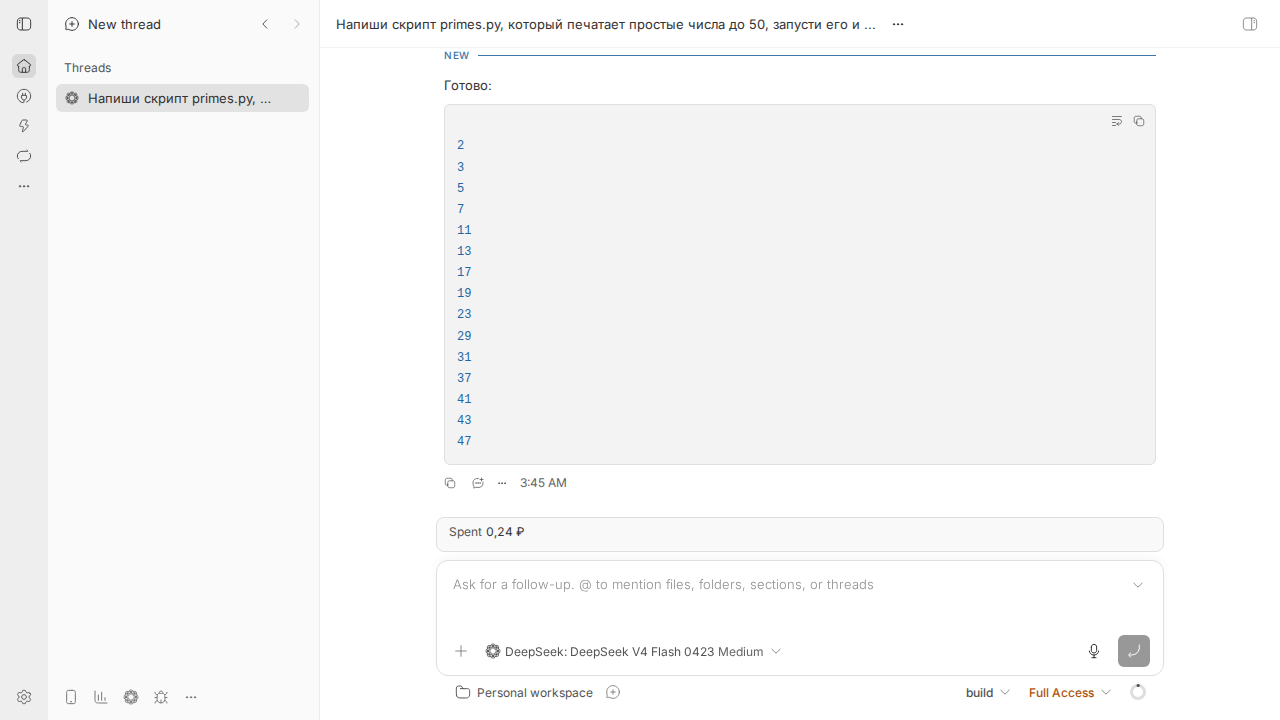 New thread
Threads
Напиши скрипт primes.py, ...
Напиши скрипт primes.py, который печатает простые числа до 50, запусти его и ...
NEW
Готово:
2
3
5
7
11
13
17
19
23
29
31
37
41
43
47
3:45 AM
Spent 0,24 ₽
Ask for a follow-up. @ to mention files, folders, sections, or threads
DeepSeek: DeepSeek V4 Flash 0423 Medium
Personal workspace
build
Full Access